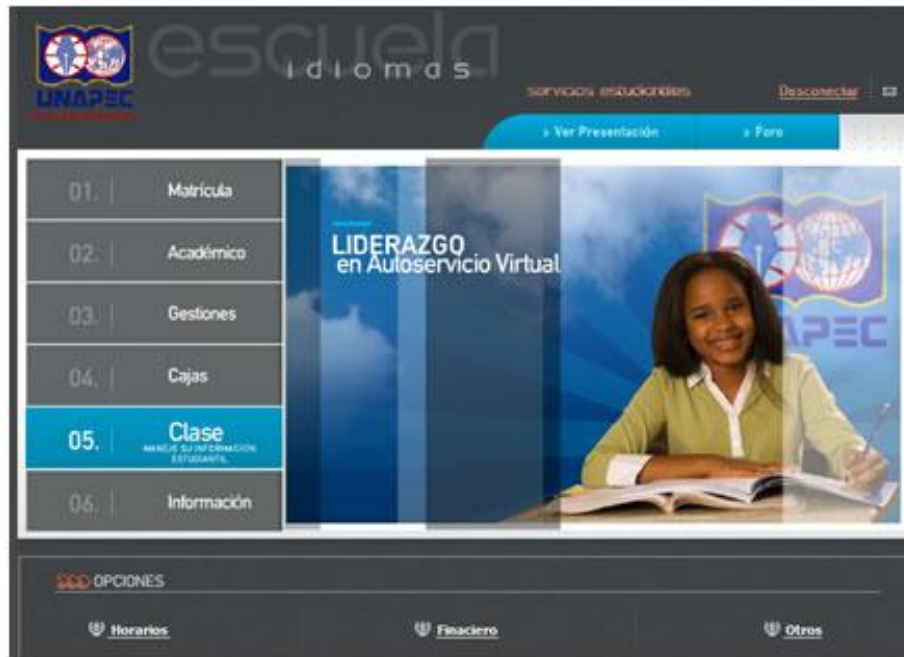 escuela
idiomas
UNAPEC
servicios estudiantiles
Desconectar
» Ver Presentación
» Foro
01. | Matrícula
02. | Académico
03. | Gestiones
04. | Cajas
05. | Clase
MANEJE SU INFORMACIÓN
ESTUDIANTIL
06. | Información
LIDERAZGO
en Autoservicio Virtual
UNAPEC
OPCIONES
Horarios
Finaciero
Otros